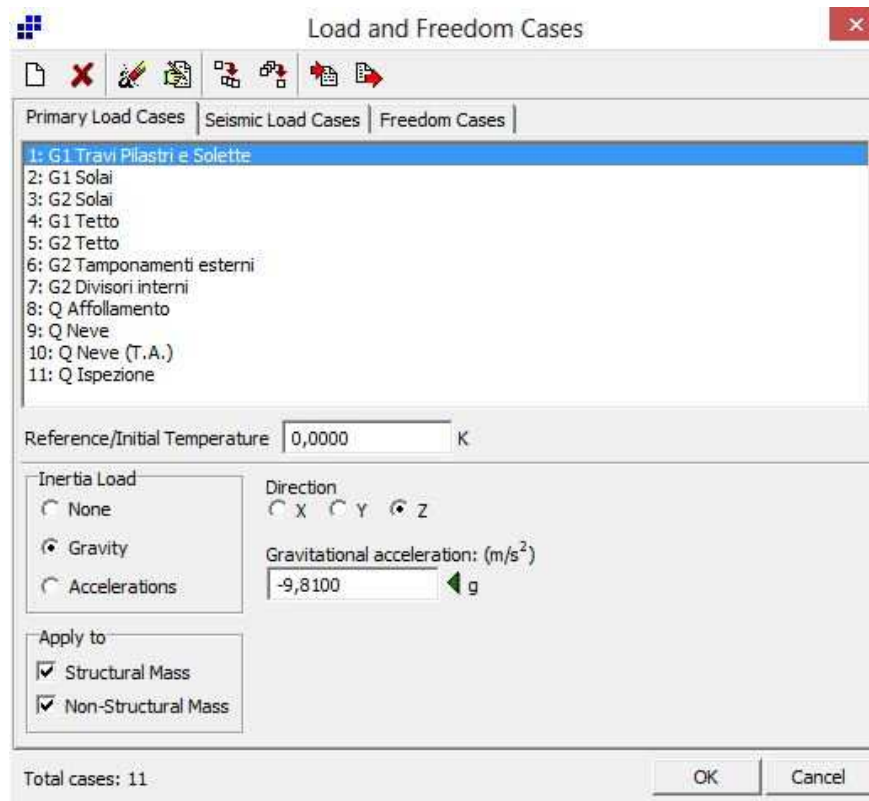 Load and Freedom Cases
Primary Load Cases Seismic Load Cases Freedom Cases
1: G1 Travi Pilastri e Solette
2: G1 Solai
3: G2 Solai
4: G1 Tetto
5: G2 Tetto
6: G2 Tamponamenti esterni
7: G2 Divisori interni
8: Q Affollamento
9: Q Neve
10: Q Neve (T.A.)
11: Q Ispezione
Reference/Initial Temperature 0,0000 K
Inertia Load
None
Gravity
Accelerations
Direction
X Y Z
Gravitational acceleration: (m/s²)
-9,8100 g
Apply to
Structural Mass
Non-Structural Mass
Total cases: 11
OK Cancel